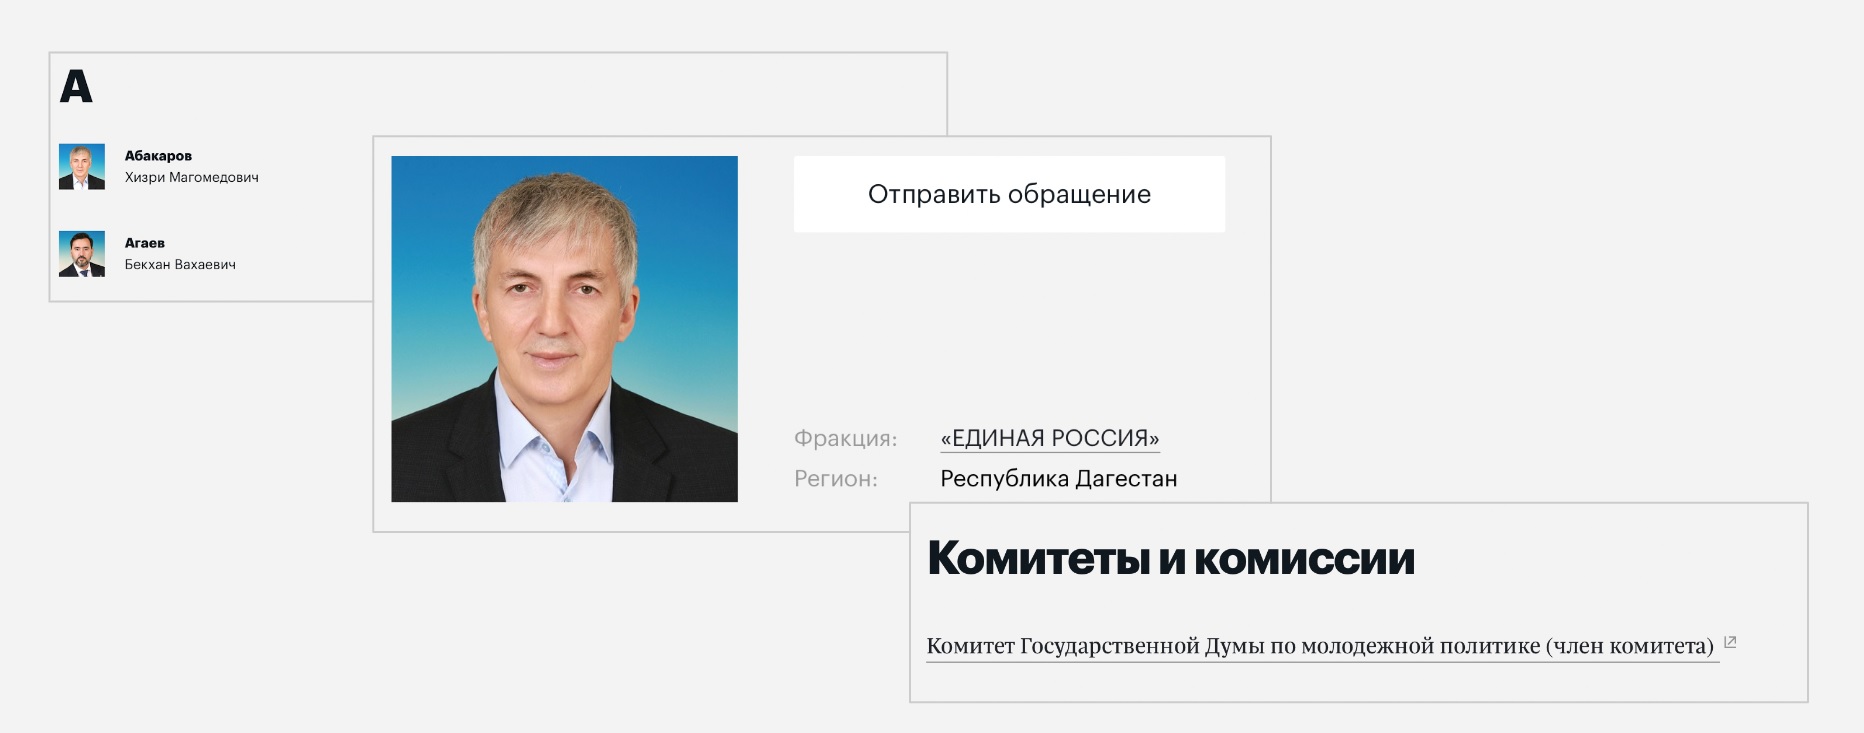 А
Абакаров
Хизри Магомедович
Агаев
Бекхан Вахаевич
Отправить обращение
Фракция: «ЕДИНАЯ РОССИЯ»
Регион: Республика Дагестан
Комитеты и комиссии
Комитет Государственной Думы по молодежной политике (член комитета)